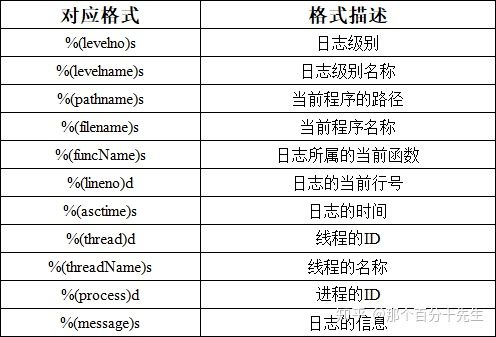 对应格式 格式描述
%(levelno)s 日志级别
%(levelname)s 日志级别名称
%(pathname)s 当前程序的路径
%(filename)s 当前程序名称
%(funcName)s 日志所属的当前函数
%(lineno)d 日志的当前行号
%(asctime)s 日志的时间
%(thread)d 线程的ID
%(threadName)s 线程的名称
%(process)d 进程的ID
%(message)s 日志的信息
知乎 @那个百分十先生